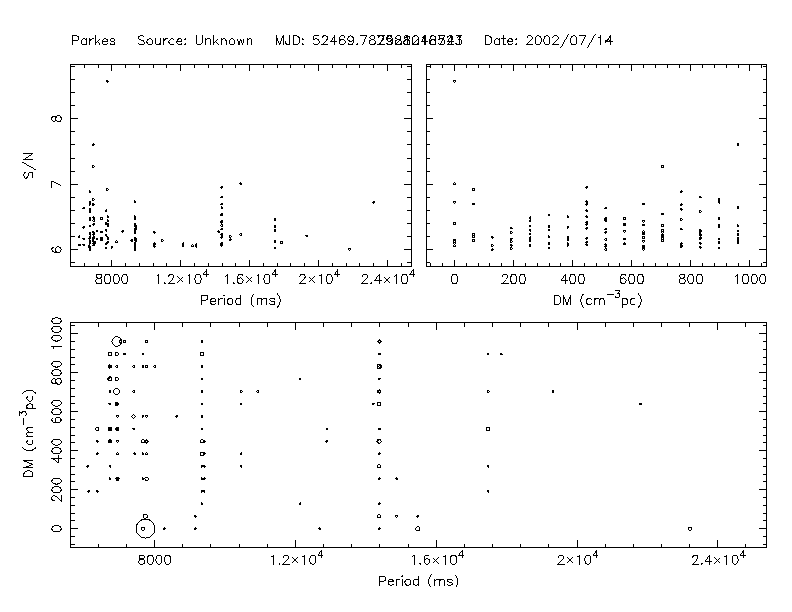 Parkes Source: Unknown MJD: Date: 2002/07/14
S/N
8
7
6
8000 1.2×10⁴ 1.6×10⁴ 2×10⁴ 2.4×10⁴
0 200 400 600 800 1000
Period (ms)
DM (cm⁻³pc)
DM (cm⁻³pc)
1000
800
600
400
200
0
8000 1.2×10⁴ 1.6×10⁴ 2×10⁴ 2.4×10⁴
Period (ms)